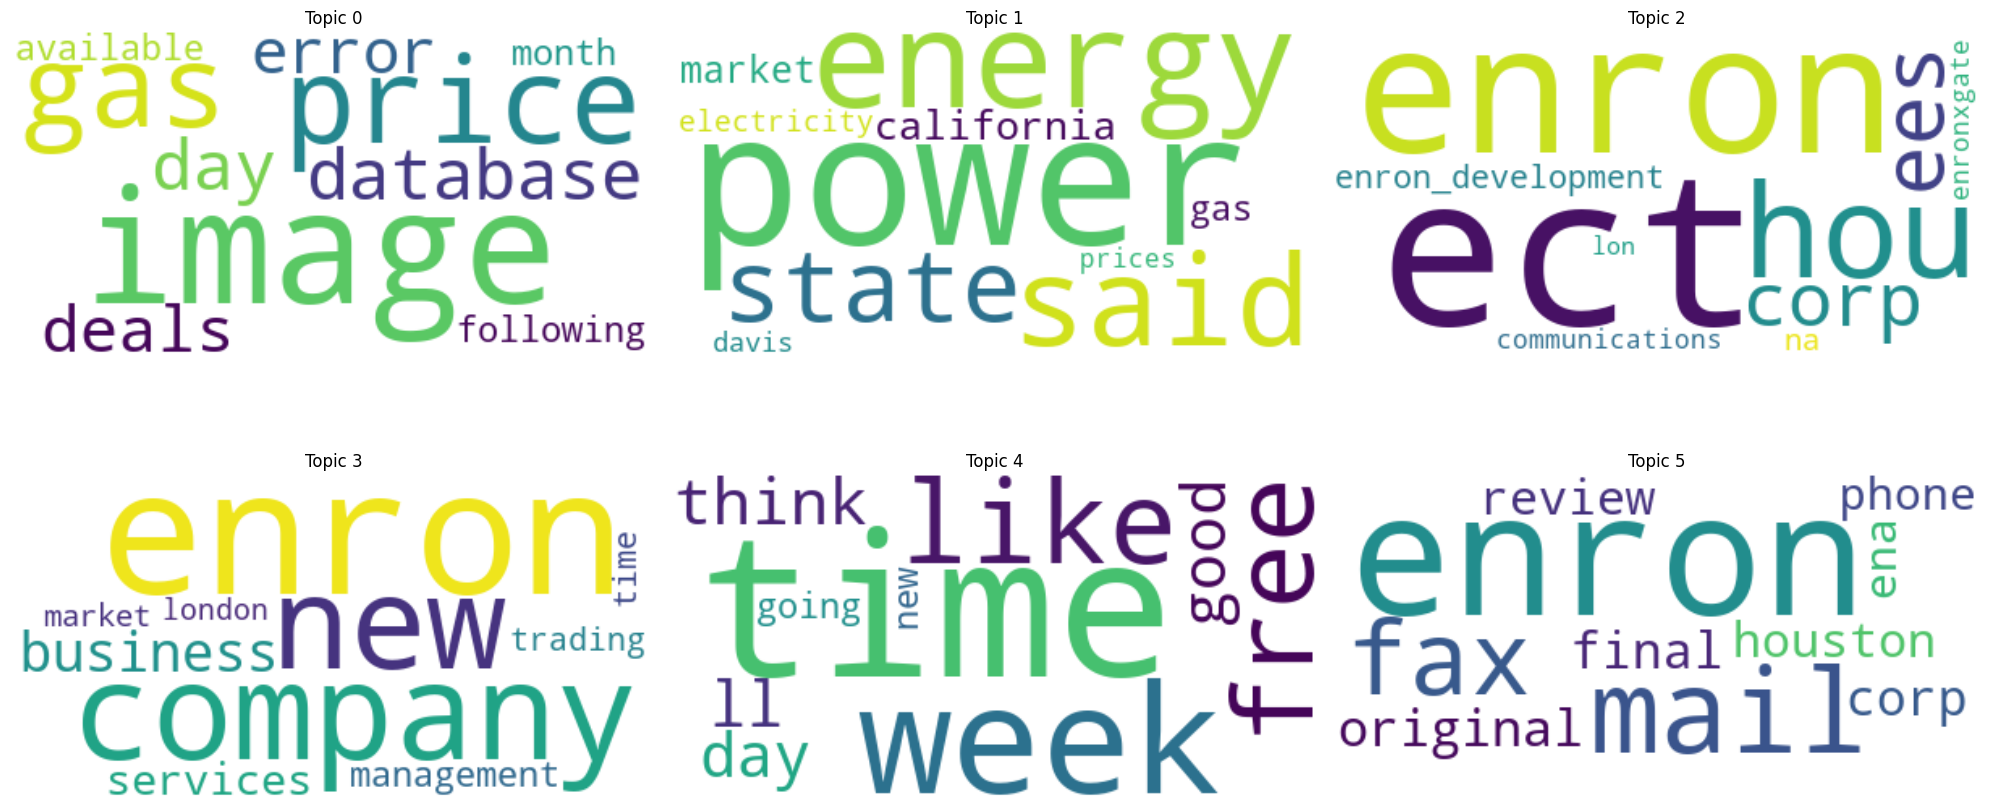 Topic 0
available
error
month
gas
price
day
database
image
deals
following
Topic 1
energy
market
electricity
california
power
gas
state
prices
said
davis
Topic 2
enron
ees
enronxgate
enron_development
ect
hou
lon
corp
communications
na
Topic 3
enron
time
market
london
new
business
trading
company
services
management
Topic 4
think
like
good
free
time
going
new
ll
day
week
Topic 5
review
phone
enron
ena
fax
final
houston
original
mail
corp